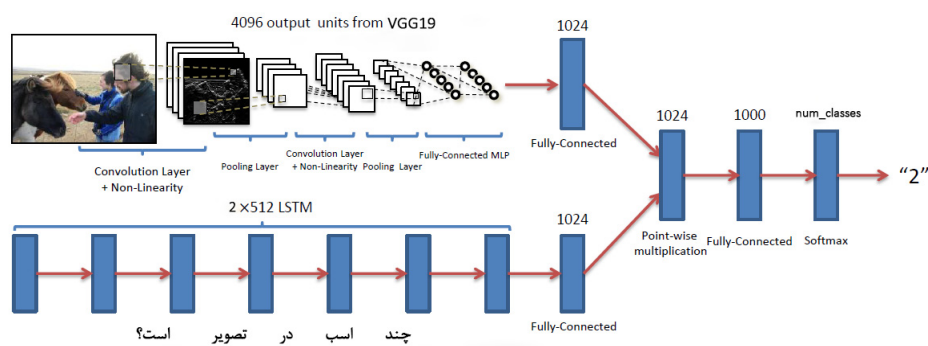 4096 output units from VGG19
1024
Fully-Connected
Convolution Layer
+ Non-Linearity
Pooling Layer
Convolution Layer
+ Non-Linearity
Pooling Layer
Fully-Connected MLP
2 ×512 LSTM
چند اسب در تصویر است؟
1024
Fully-Connected
1024
Point-wise
multiplication
1000
Fully-Connected
num_classes
Softmax
“2”